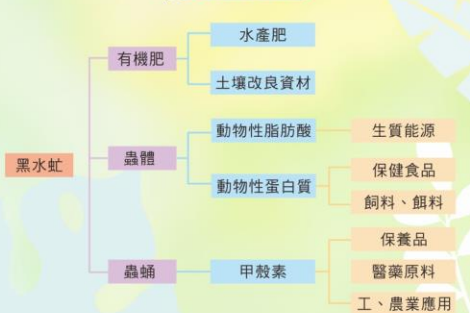 黑水虻
有機肥
水產肥
土壤改良資材
蟲體
動物性脂肪酸
生質能源
動物性蛋白質
保健食品
飼料、餌料
蟲蛹
甲殼素
保養品
醫藥原料
工、農業應用